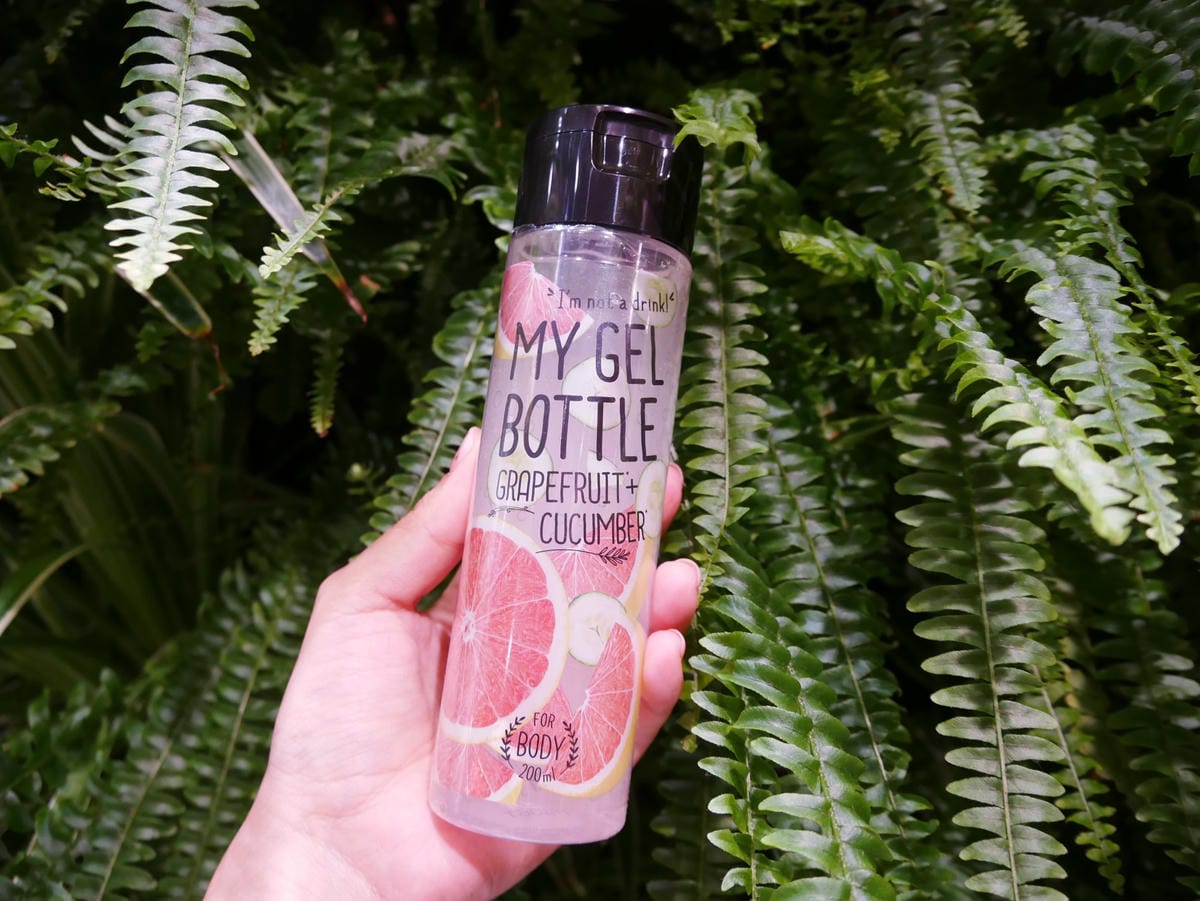 "I'm not a drink!"
MY GEL
BOTTLE
GRAPEFRUIT*+
CUCUMBER*
FOR
BODY
200ml